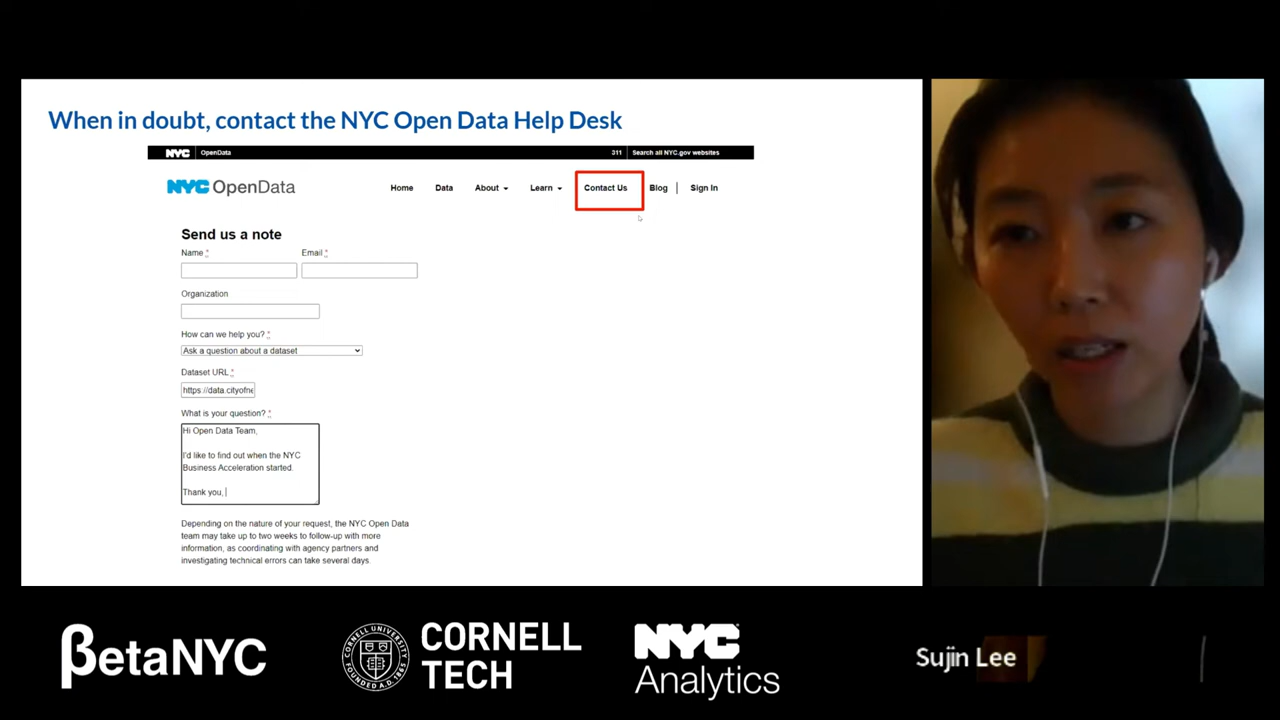 When in doubt, contact the NYC Open Data Help Desk
NYC OpenData 311 Search all NYC.gov websites
NYC OpenData Home Data About Learn Contact Us Blog Sign In
Send us a note
Name * Email *
Organization
How can we help you? *
Ask a question about a dataset
Dataset URL *
https://data.cityofne
What is your question? *
Hi Open Data Team,
I'd like to find out when the NYC
Business Acceleration started.
Thank you,
Depending on the nature of your request, the NYC Open Data
team may take up to two weeks to follow-up with more
information, as coordinating with agency partners and
investigating technical errors can take several days.
βetaNYC
CORNELL UNIVERSITY
FOUNDED A.D. 1865
CORNELL
TECH
NYC
Analytics
Sujin Lee